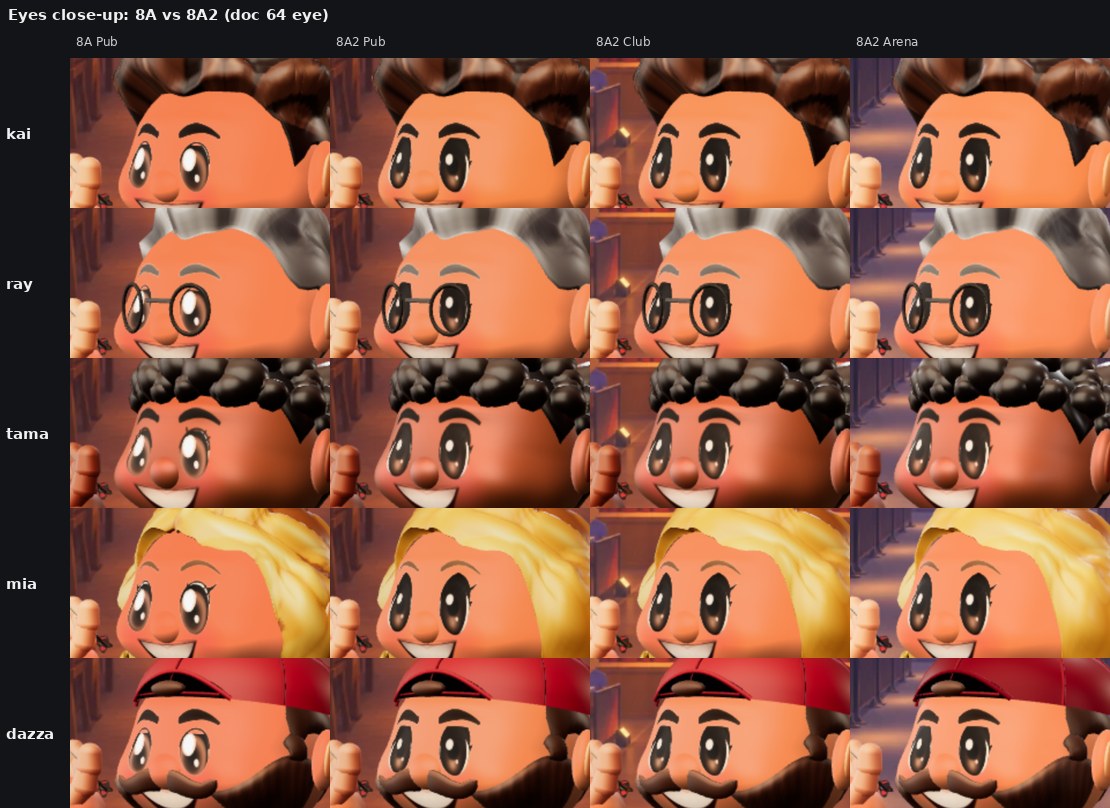 Eyes close-up: 8A vs 8A2 (doc 64 eye)
8A Pub 8A2 Pub 8A2 Club 8A2 Arena
kai
ray
tama
mia
dazza